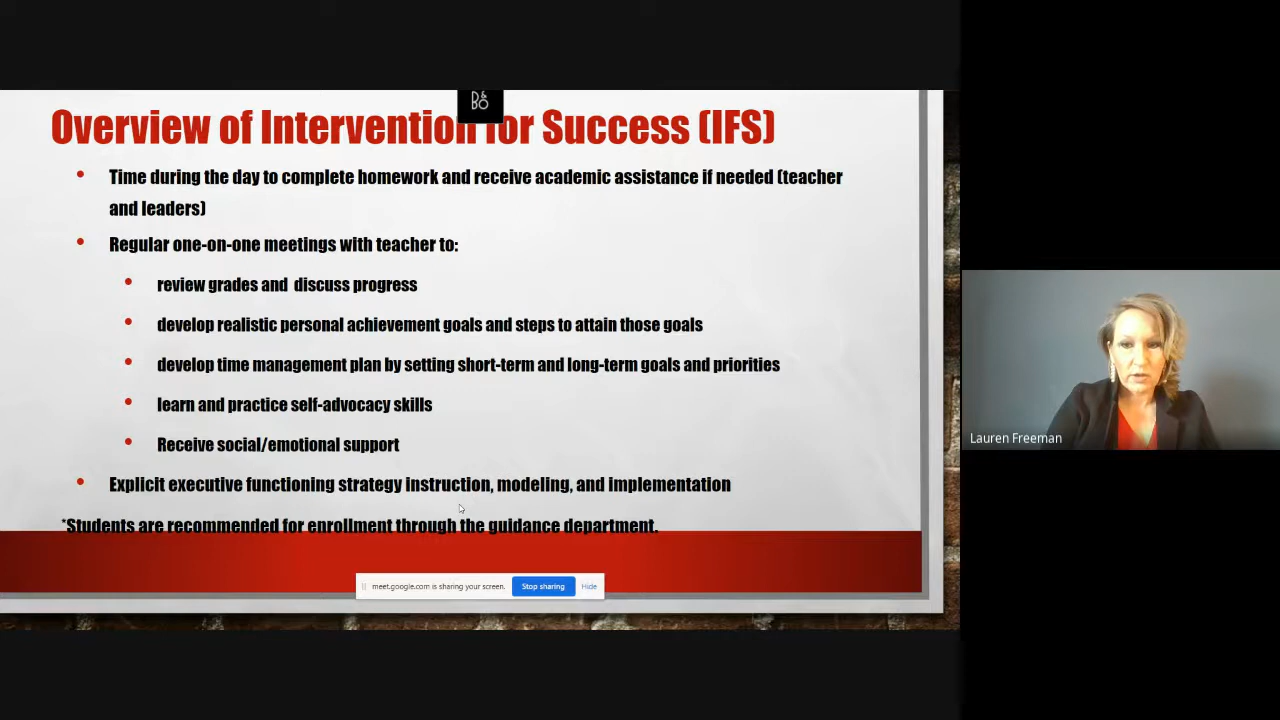 Overview of Intervention for Success (IFS)
B&O
• Time during the day to complete homework and receive academic assistance if needed (teacher
and leaders)
• Regular one-on-one meetings with teacher to:
• review grades and  discuss progress
• develop realistic personal achievement goals and steps to attain those goals
• develop time management plan by setting short-term and long-term goals and priorities
• learn and practice self-advocacy skills
• Receive social/emotional support
• Explicit executive functioning strategy instruction, modeling, and implementation
*Students are recommended for enrollment through the guidance department.
meet.google.com is sharing your screen. Stop sharing Hide
Lauren Freeman